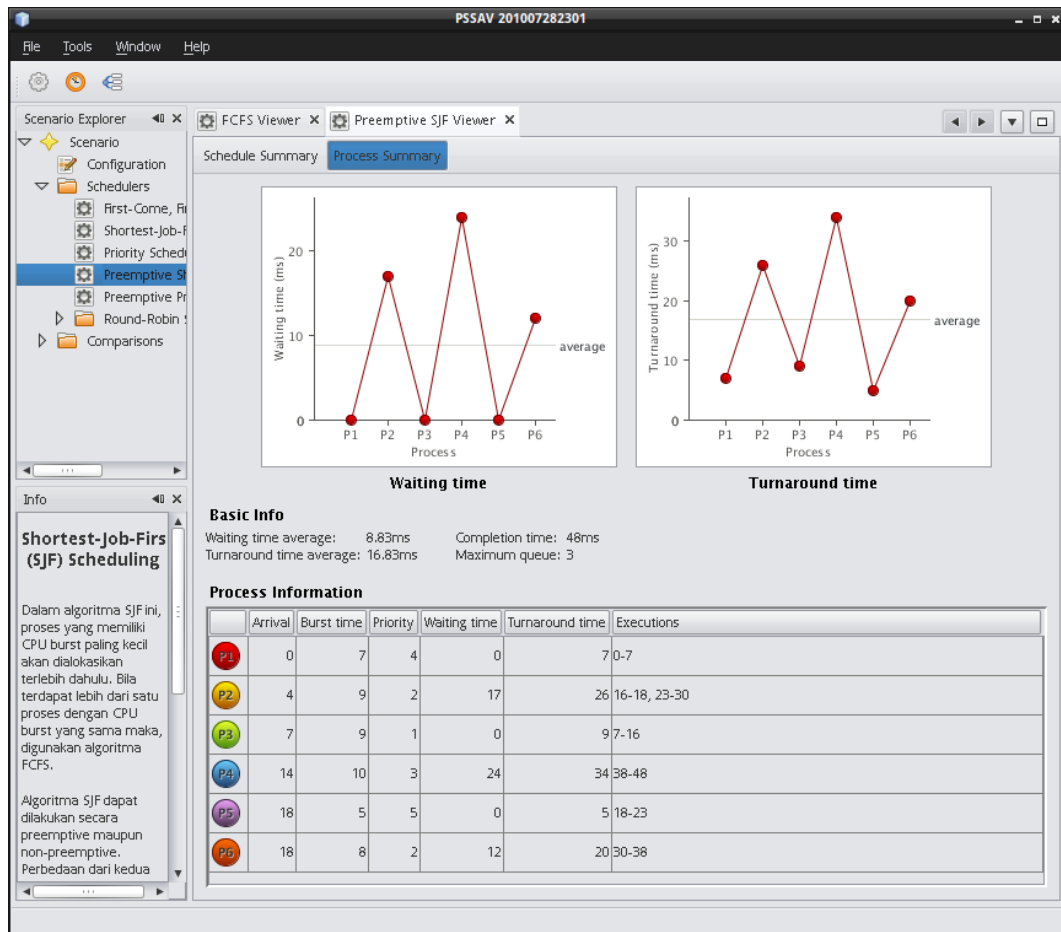 PSSAV 201007282301
File Tools Window Help
Scenario Explorer
Scenario
Configuration
Schedulers
First-Come, Fi
Shortest-Job-F
Priority Sched
Preemptive Sh
Preemptive Pr
Round-Robin S
Comparisons
Info
Shortest-Job-Firs
(SJF) Scheduling
Dalam algoritma SJF ini,
proses yang memiliki
CPU burst paling kecil
akan dialokasikan
terlebih dahulu. Bila
terdapat lebih dari satu
proses dengan CPU
burst yang sama maka,
digunakan algoritma
FCFS.
Algoritma SJF dapat
dilakukan secara
preemptive maupun
non-preemptive.
Perbedaan dari kedua
FCFS Viewer Preemptive SJF Viewer
Schedule Summary Process Summary
Waiting time (ms)
20
10
0
average
P1 P2 P3 P4 P5 P6
Process
Waiting time
Turnaround time (ms)
30
20
10
0
average
P1 P2 P3 P4 P5 P6
Process
Turnaround time
Basic Info
Waiting time average: 8.83ms Completion time: 48ms
Turnaround time average: 16.83ms Maximum queue: 3
Process Information
Arrival Burst time Priority Waiting time Turnaround time Executions
P1 0 7 4 0 7 0-7
P2 4 9 2 17 26 16-18, 23-30
P3 7 9 1 0 9 7-16
P4 14 10 3 24 34 38-48
P5 18 5 5 0 5 18-23
P6 18 8 2 12 20 30-38